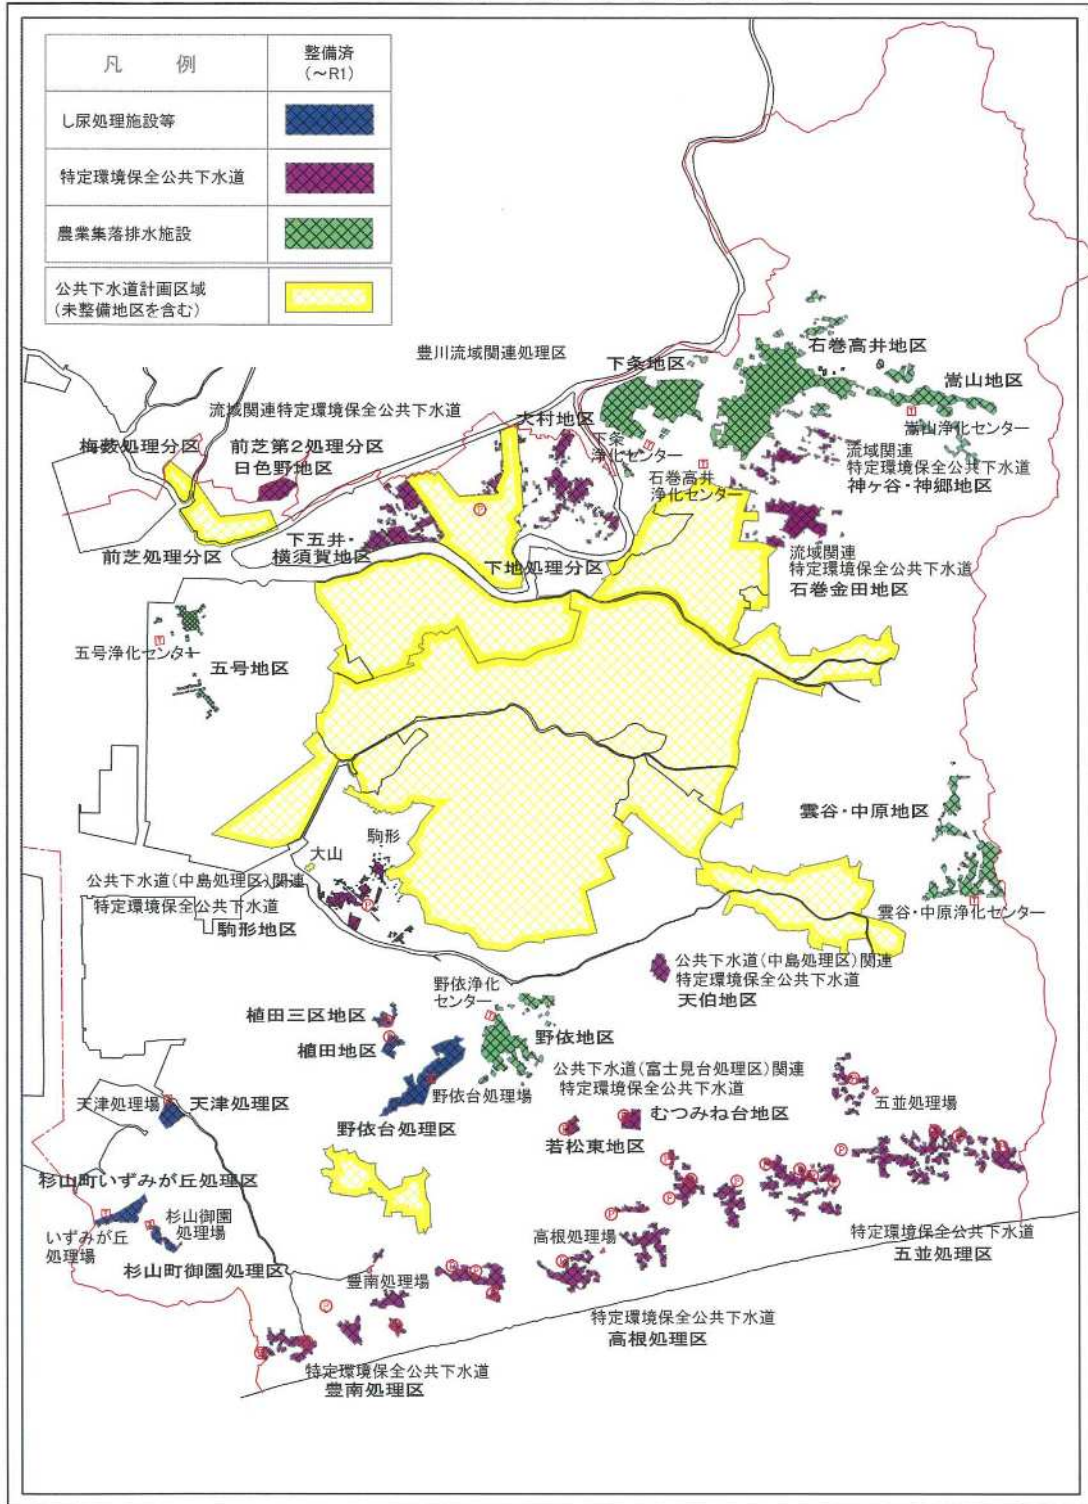 凡 例
整備済
(~R1)
し尿処理施設等
特定環境保全公共下水道
農業集落排水施設
公共下水道計画区域
(未整備地区を含む)
豊川流域関連処理区
下条地区
石巻高井地区
嵩山地区
嵩山浄化センター
流域関連特定環境保全公共下水道
大村地区
下条
浄化センター
梅薮処理分区
前芝第2処理分区
日色野地区
石巻高井
浄化センター
流域関連
特定環境保全公共下水道
神ヶ谷・神郷地区
前芝処理分区
下五井・
横須賀地区
下地処理分区
流域関連
特定環境保全公共下水道
石巻金田地区
五号浄化センター
五号地区
雲谷・中原地区
雲谷・中原浄化センター
大山
駒形
公共下水道(中島処理区)関連
特定環境保全公共下水道
駒形地区
公共下水道(中島処理区)関連
特定環境保全公共下水道
天伯地区
野依浄化
センター
植田三区地区
植田地区
野依地区
公共下水道(富士見台処理区)関連
特定環境保全公共下水道
むつみね台地区
野依台処理場
野依台処理区
若松東地区
五並処理場
天津処理場
天津処理区
杉山町いずみが丘処理区
いずみが丘
処理場
杉山御園
処理場
杉山町御園処理区
高根処理場
特定環境保全公共下水道
五並処理区
豊南処理場
特定環境保全公共下水道
高根処理区
特定環境保全公共下水道
豊南処理区